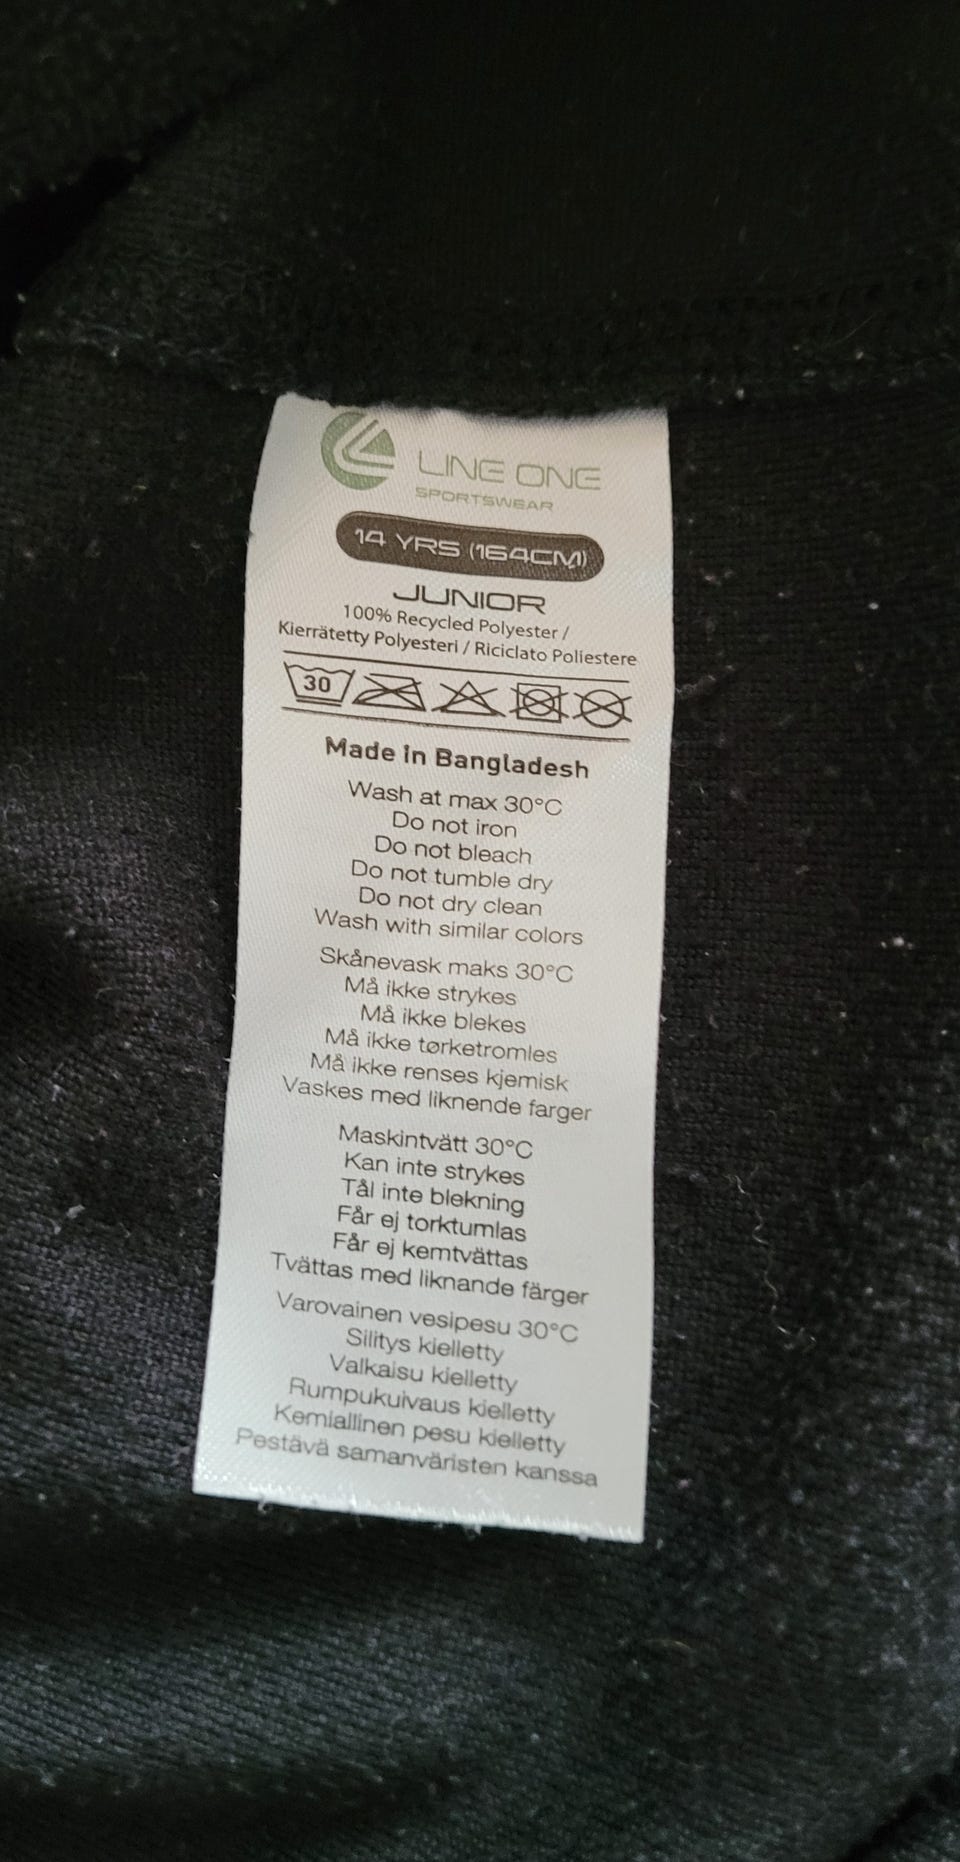 LINE ONE
SPORTSWEAR
14 YRS (164CM)
JUNIOR
100% Recycled Polyester /
Kierrätetty Polyesteri / Riciclato Poliestere
30
Made in Bangladesh
Wash at max 30°C
Do not iron
Do not bleach
Do not tumble dry
Do not dry clean
Wash with similar colors
Skånevask maks 30°C
Må ikke strykes
Må ikke blekes
Må ikke tørketromles
Må ikke renses kjemisk
Vaskes med liknende farger
Maskintvätt 30°C
Kan inte strykes
Tål inte blekning
Får ej torktumlas
Får ej kemtvättas
Tvättas med liknande färger
Varovainen vesipesu 30°C
Silitys kielletty
Valkaisu kielletty
Rumpukuivaus kielletty
Kemiallinen pesu kielletty
Pestävä samanväristen kanssa